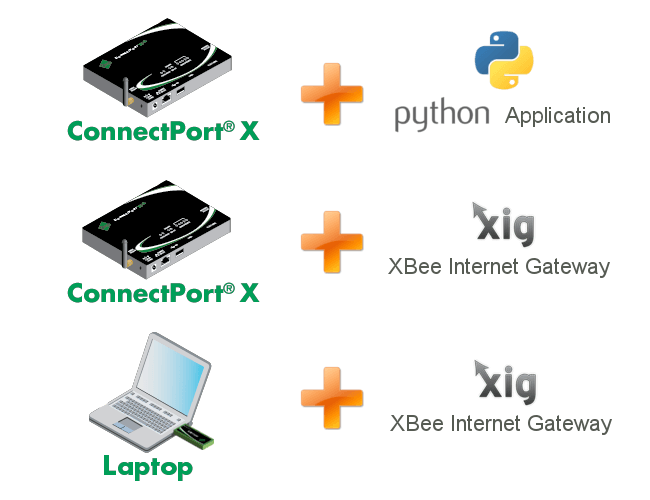 ConnectPort® X
python Application
ConnectPort® X
xig
XBee Internet Gateway
Laptop
xig
XBee Internet Gateway